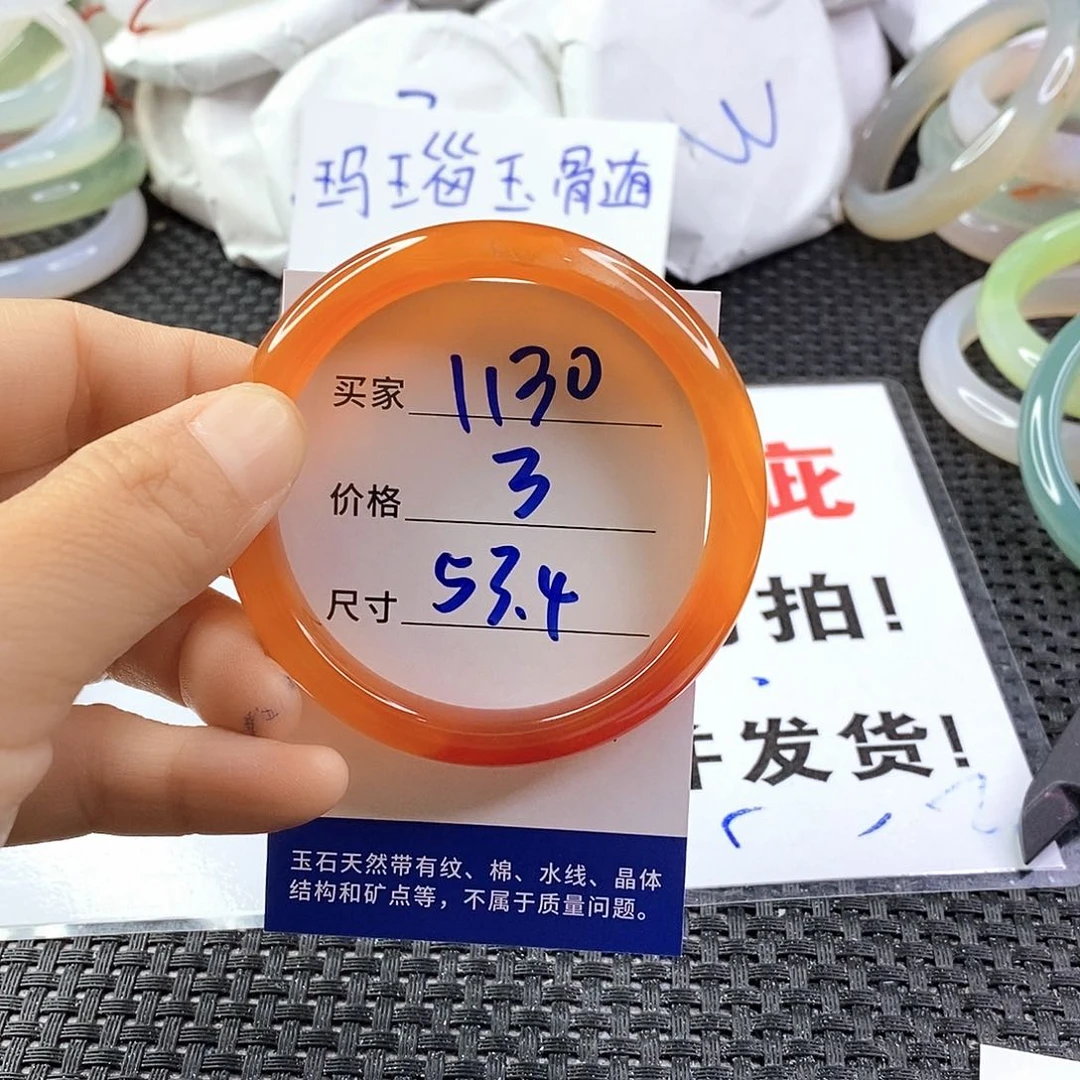 玛瑙玉骨随
买家 1130
价格 3
尺寸 53.4
疵
拍!
发货!
玉石天然带有纹、棉、水线、晶体
结构和矿点等，不属于质量问题。